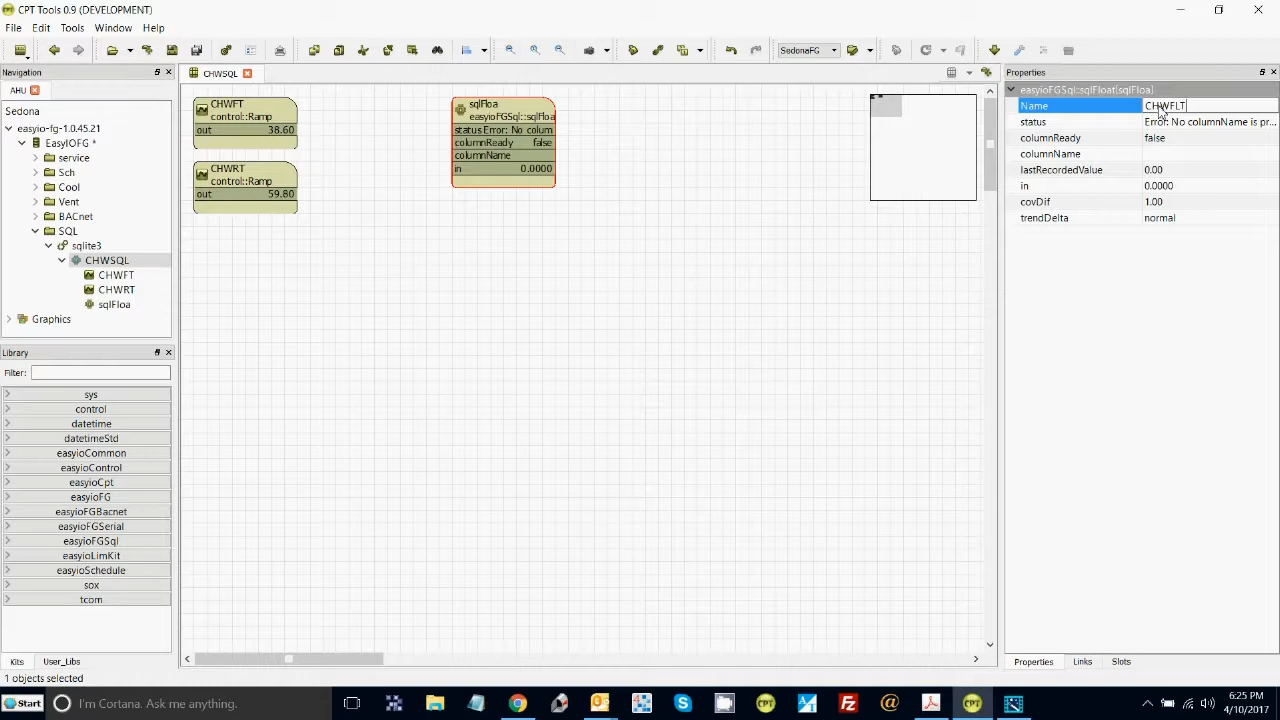 CPT Tools 0.9 (DEVELOPMENT)
File Edit Tools Window Help
SedonaFG
Navigation
AHU
Sedona
easyio-fg-1.0.45.21
EasyIOFG *
service
Sch
Cool
Vent
BACnet
SQL
sqlite3
CHWSQL
CHWFT
CHWRT
sqlFloa
Graphics
Library
Filter:
sys
control
datetime
datetimeStd
easyioCommon
easyioControl
easyioCpt
easyioFG
easyioFGBacnet
easyioFGSerial
easyioFGSql
easyioLimKit
easyioSchedule
sox
tcom
Kits User_Libs
1 objects selected
CHWSQL
CHWFT
control::Ramp
out 38.60
CHWRT
control::Ramp
out 59.80
sqlFloa
easyioFGSql::sqlFloa
status Error: No colum
columnReady false
columnName
in 0.0000
Properties
easyioFGSql::sqlFloat[sqlFloa]
Name CHWFLT
status Error: No columnName is pr...
columnReady false
columnName
lastRecordedValue 0.00
in 0.0000
covDif 1.00
trendDelta normal
Properties Links Slots
Start
I'm Cortana. Ask me anything.
CPT
CPT
6:25 PM
4/10/2017